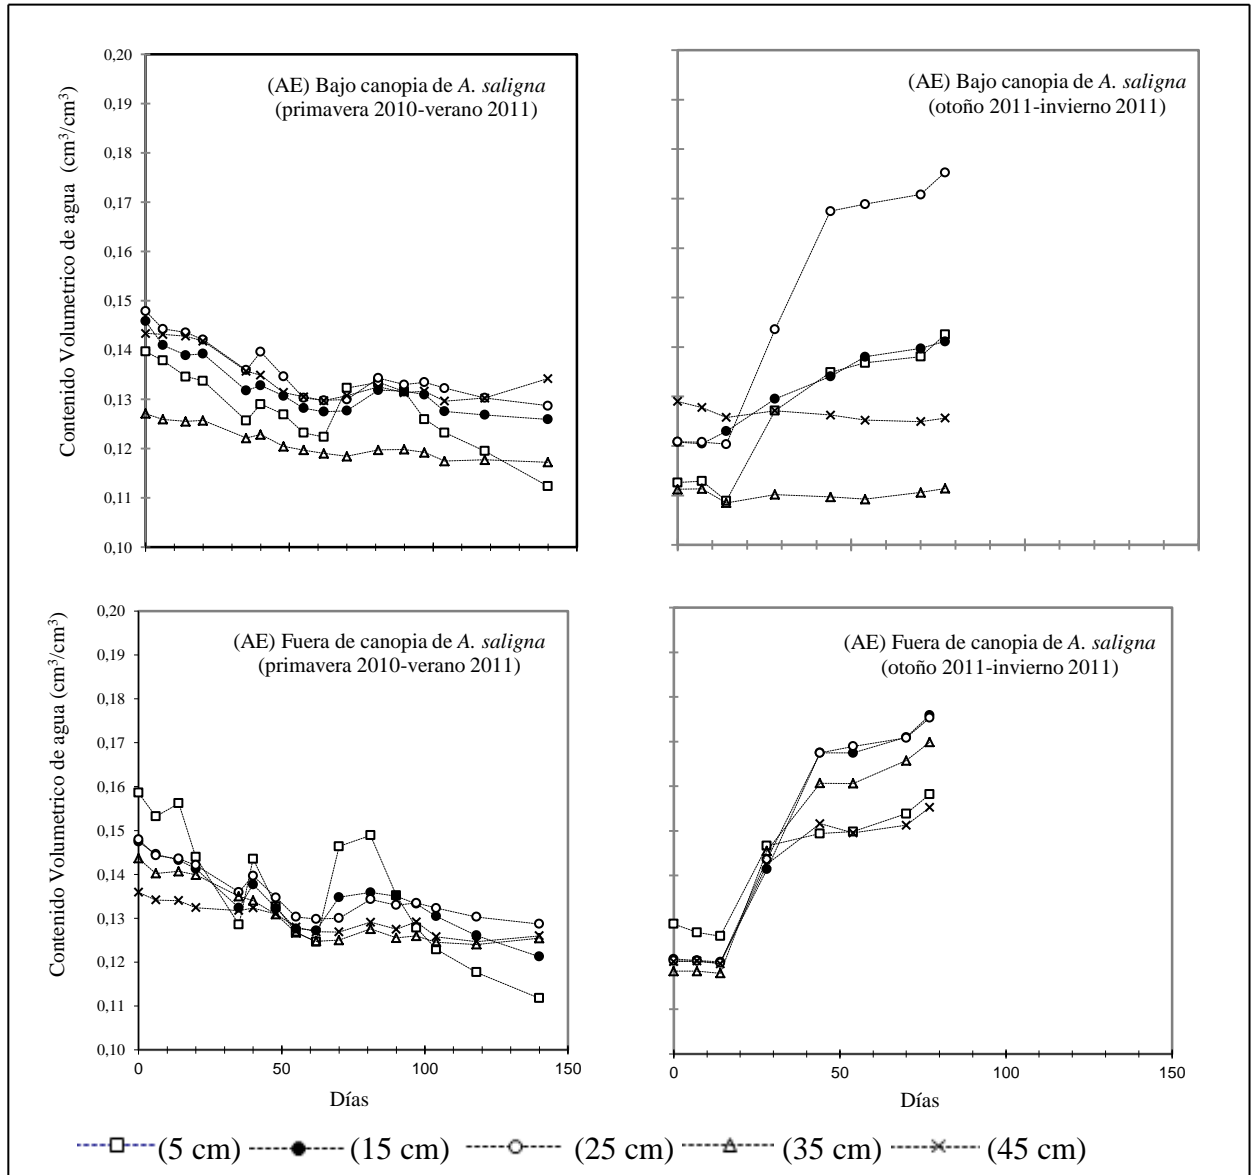 Contenido Volumetrico de agua (cm³/cm³)
0,20
0,19
0,18
0,17
0,16
0,15
0,14
0,13
0,12
0,11
0,10
(AE) Bajo canopia de A. saligna
(primavera 2010-verano 2011)
(AE) Bajo canopia de A. saligna
(otoño 2011-invierno 2011)
Contenido Volumetrico de agua (cm³/cm³)
0,20
0,19
0,18
0,17
0,16
0,15
0,14
0,13
0,12
0,11
0,10
(AE) Fuera de canopia de A. saligna
(primavera 2010-verano 2011)
0 50 100 150
Días
(AE) Fuera de canopia de A. saligna
(otoño 2011-invierno 2011)
0 50 100 150
Días
(5 cm) (15 cm) (25 cm) (35 cm) (45 cm)